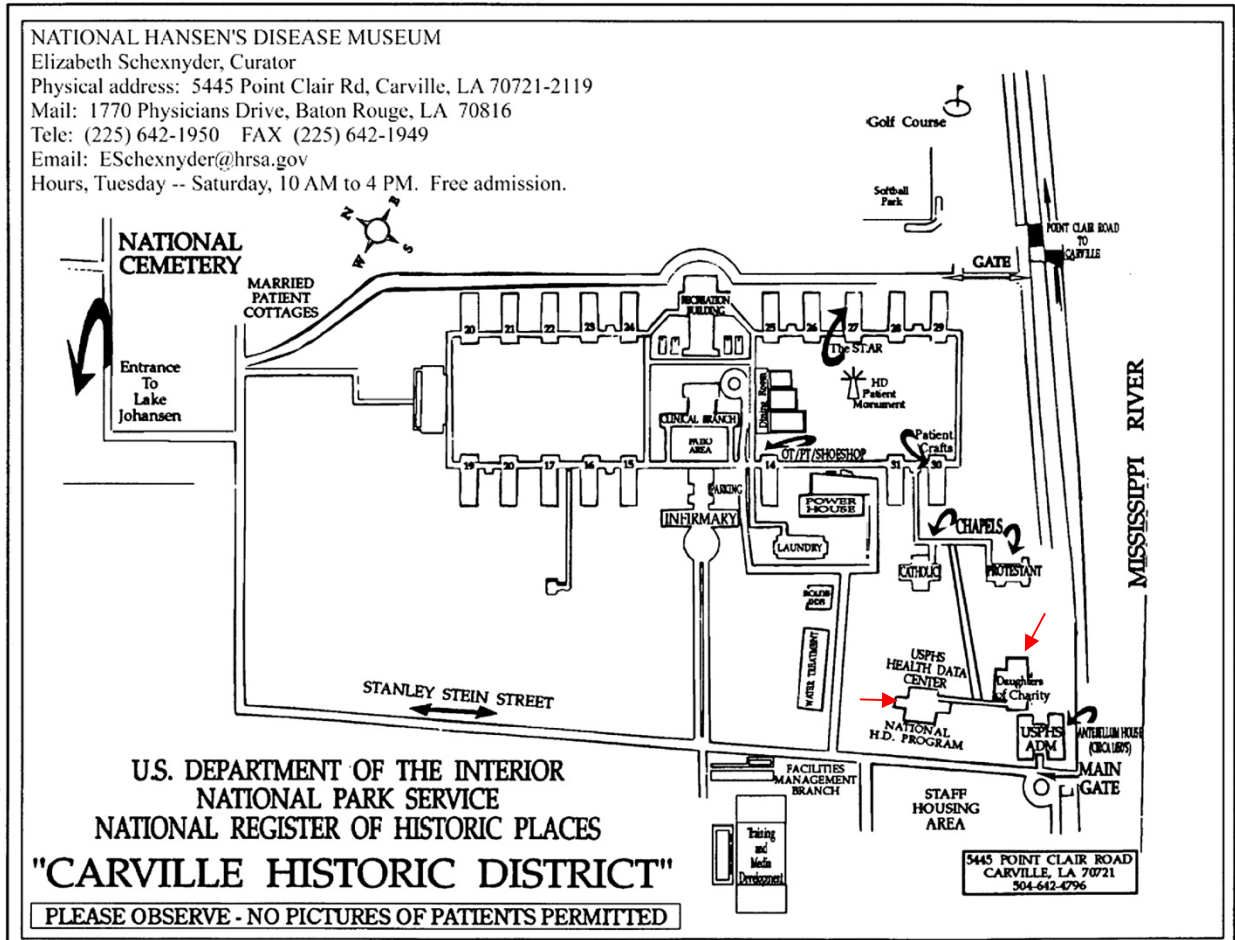 NATIONAL HANSEN'S DISEASE MUSEUM
Elizabeth Schexnyder, Curator
Physical address: 5445 Point Clair Rd, Carville, LA 70721-2119
Mail: 1770 Physicians Drive, Baton Rouge, LA 70816
Tele: (225) 642-1950 FAX (225) 642-1949
Email: ESchexnyder@hrsa.gov
Hours, Tuesday -- Saturday, 10 AM to 4 PM. Free admission.
Golf Course
Softball
Park
N
E
W
S
NATIONAL
CEMETERY
MARRIED
PATIENT
COTTAGES
POINT CLAIR ROAD
TO
CARVILLE
GATE
RECREATION
BUILDING
20
21
22
23
24
25
26
27
28
29
The STAR
Entrance
To
Lake
Johansen
HD
Patient
Monument
Dining Room
CLINICAL BRANCH
PATIO
AREA
Patient
Crafts
OT/PT/SHOESHOP
19
20
17
16
15
14
31
30
PARKING
POWER
HOUSE
INFIRMARY
LAUNDRY
CHAPELS
CATHOLIC
PROTESTANT
MISSISSIPPI RIVER
WATER TREATMENT
USPHS
HEALTH DATA
CENTER
Daughters
of Charity
NATIONAL
H.D. PROGRAM
USPHS
ADM
ANTEBELLUM HOUSE
STANLEY STEIN STREET
MAIN
GATE
FACILITIES
MANAGEMENT
BRANCH
STAFF
HOUSING
AREA
U.S. DEPARTMENT OF THE INTERIOR
NATIONAL PARK SERVICE
NATIONAL REGISTER OF HISTORIC PLACES
"CARVILLE HISTORIC DISTRICT"
PLEASE OBSERVE - NO PICTURES OF PATIENTS PERMITTED
Training
and
Media
Development
5445 POINT CLAIR ROAD
CARVILLE, LA 70721
504-642-4796